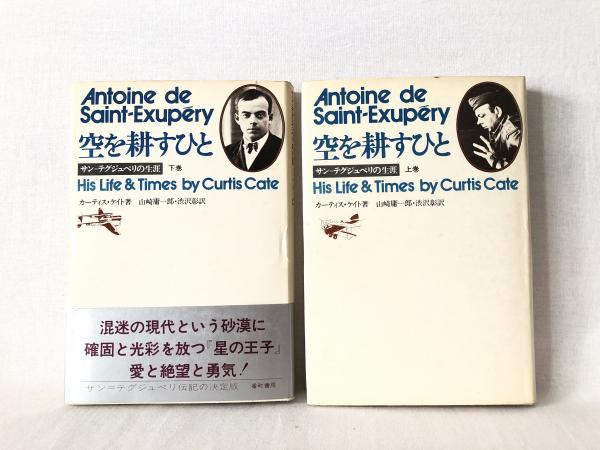 Antoine de
Saint-Exupéry
空を耕すひと
サン=テグジュペリの生涯 下巻
His Life & Times by Curtis Cate
カーティス・ケイト著 山崎庸一郎・渋沢彰訳
混迷の現代という砂漠に
確固と光彩を放つ『星の王子』
愛と絶望と勇気!
サン=テグジュペリ伝記の決定版 番町書房
Antoine de
Saint-Exupéry
空を耕すひと
サン=テグジュペリの生涯 上巻
His Life & Times by Curtis Cate
カーティス・ケイト著 山崎庸一郎・渋沢彰訳